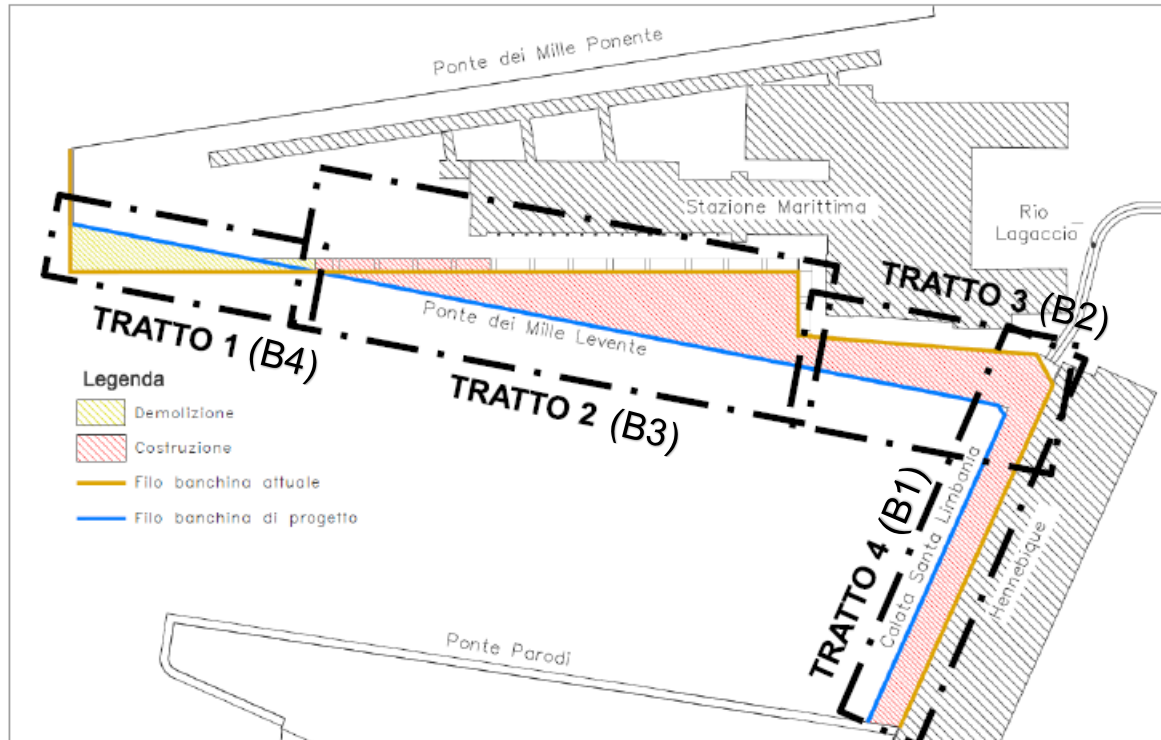 Ponte dei Mille Ponente
Stazione Marittima
Rio
Lagaccio
TRATTO 3 (B2)
Ponte dei Mille Levente
TRATTO 1 (B4)
TRATTO 2 (B3)
Legenda
Demolizione
Costruzione
Filo banchina attuale
Filo banchina di progetto
TRATTO 4 (B1)
Calata Santa Limbania
Hennebique
Ponte Parodi